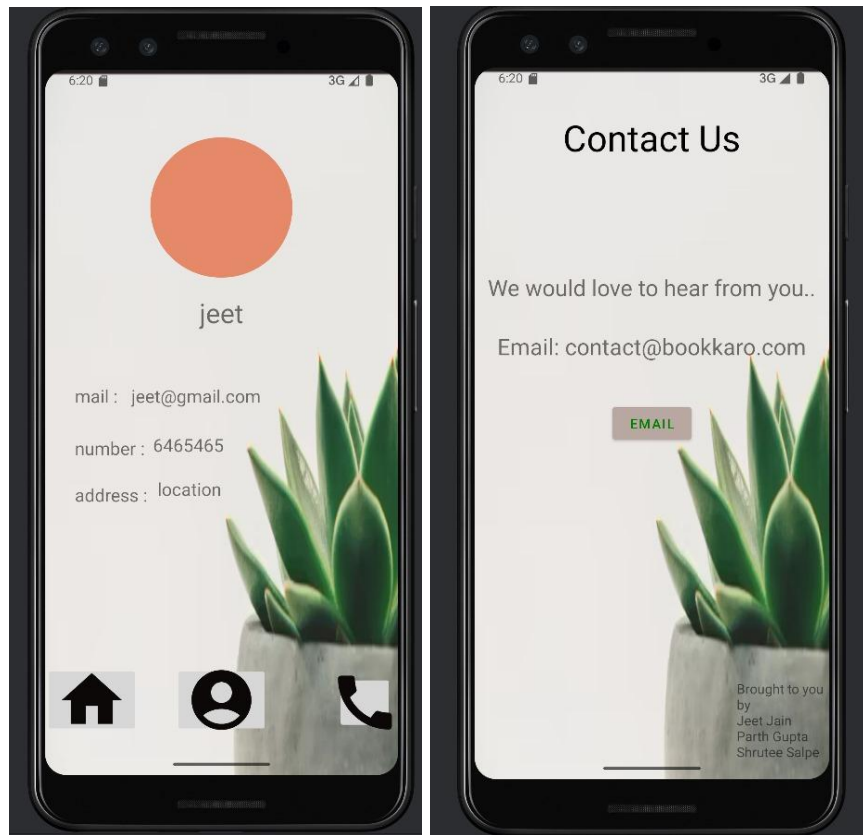 6:20
3G
jeet
mail : jeet@gmail.com
number : 6465465
address : location
6:20
3G
Contact Us
We would love to hear from you..
Email: contact@bookkaro.com
EMAIL
Brought to you
by
Jeet Jain
Parth Gupta
Shrutee Salpe